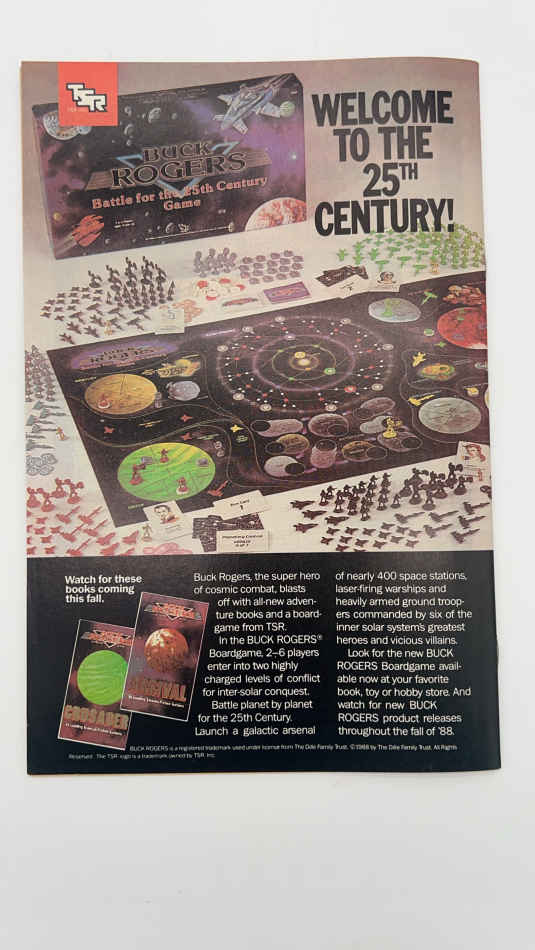 TSR
WELCOME
TO THE
25TH
CENTURY!
BUCK
ROGERS
Battle for the 25th Century
Game
BUCK
ROGERS
Watch for these
books coming
this fall.
ARRIVAL
CRUSADER
Buck Rogers, the super hero
of cosmic combat, blasts
off with all-new adven-
ture books and a board-
game from TSR.
In the BUCK ROGERS®
Boardgame, 2–6 players
enter into two highly
charged levels of conflict
for inter-solar conquest.
Battle planet by planet
for the 25th Century.
Launch a galactic arsenal
of nearly 400 space stations,
laser-firing warships and
heavily armed ground troop-
ers commanded by six of the
inner solar system's greatest
heroes and vicious villains.
Look for the new BUCK
ROGERS Boardgame avail-
able now at your favorite
book, toy or hobby store. And
watch for new BUCK
ROGERS product releases
throughout the fall of '88.
BUCK ROGERS is a registered trademark used under license from The Dille Family Trust. ©1988 by The Dille Family Trust. All Rights
Reserved. The TSR logo is a trademark owned by TSR, Inc.